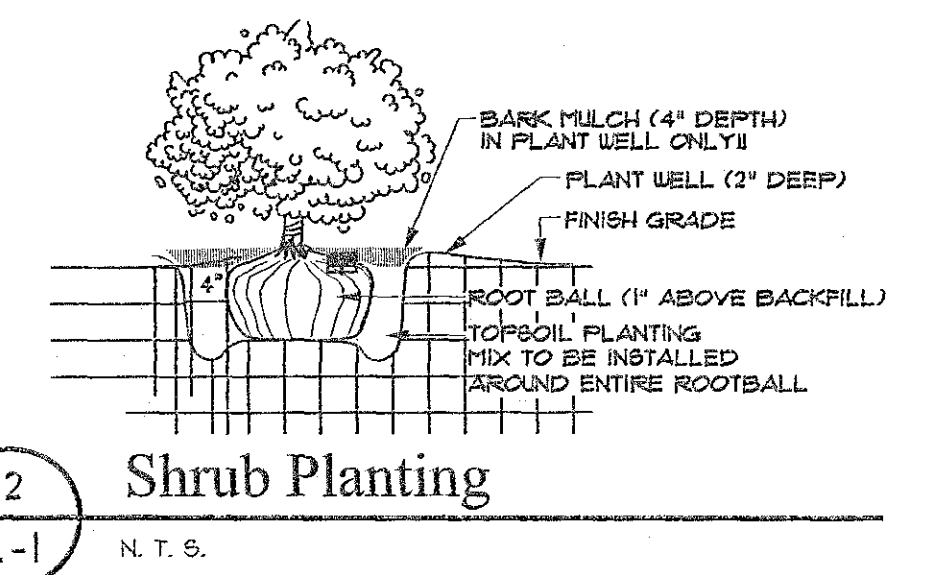 BARK MULCH (4" DEPTH)
IN PLANT WELL ONLY!!
PLANT WELL (2" DEEP)
FINISH GRADE
4"
ROOT BALL (1" ABOVE BACKFILL)
TOPSOIL PLANTING
MIX TO BE INSTALLED
AROUND ENTIRE ROOTBALL
2
Shrub Planting
-1
N. T. S.